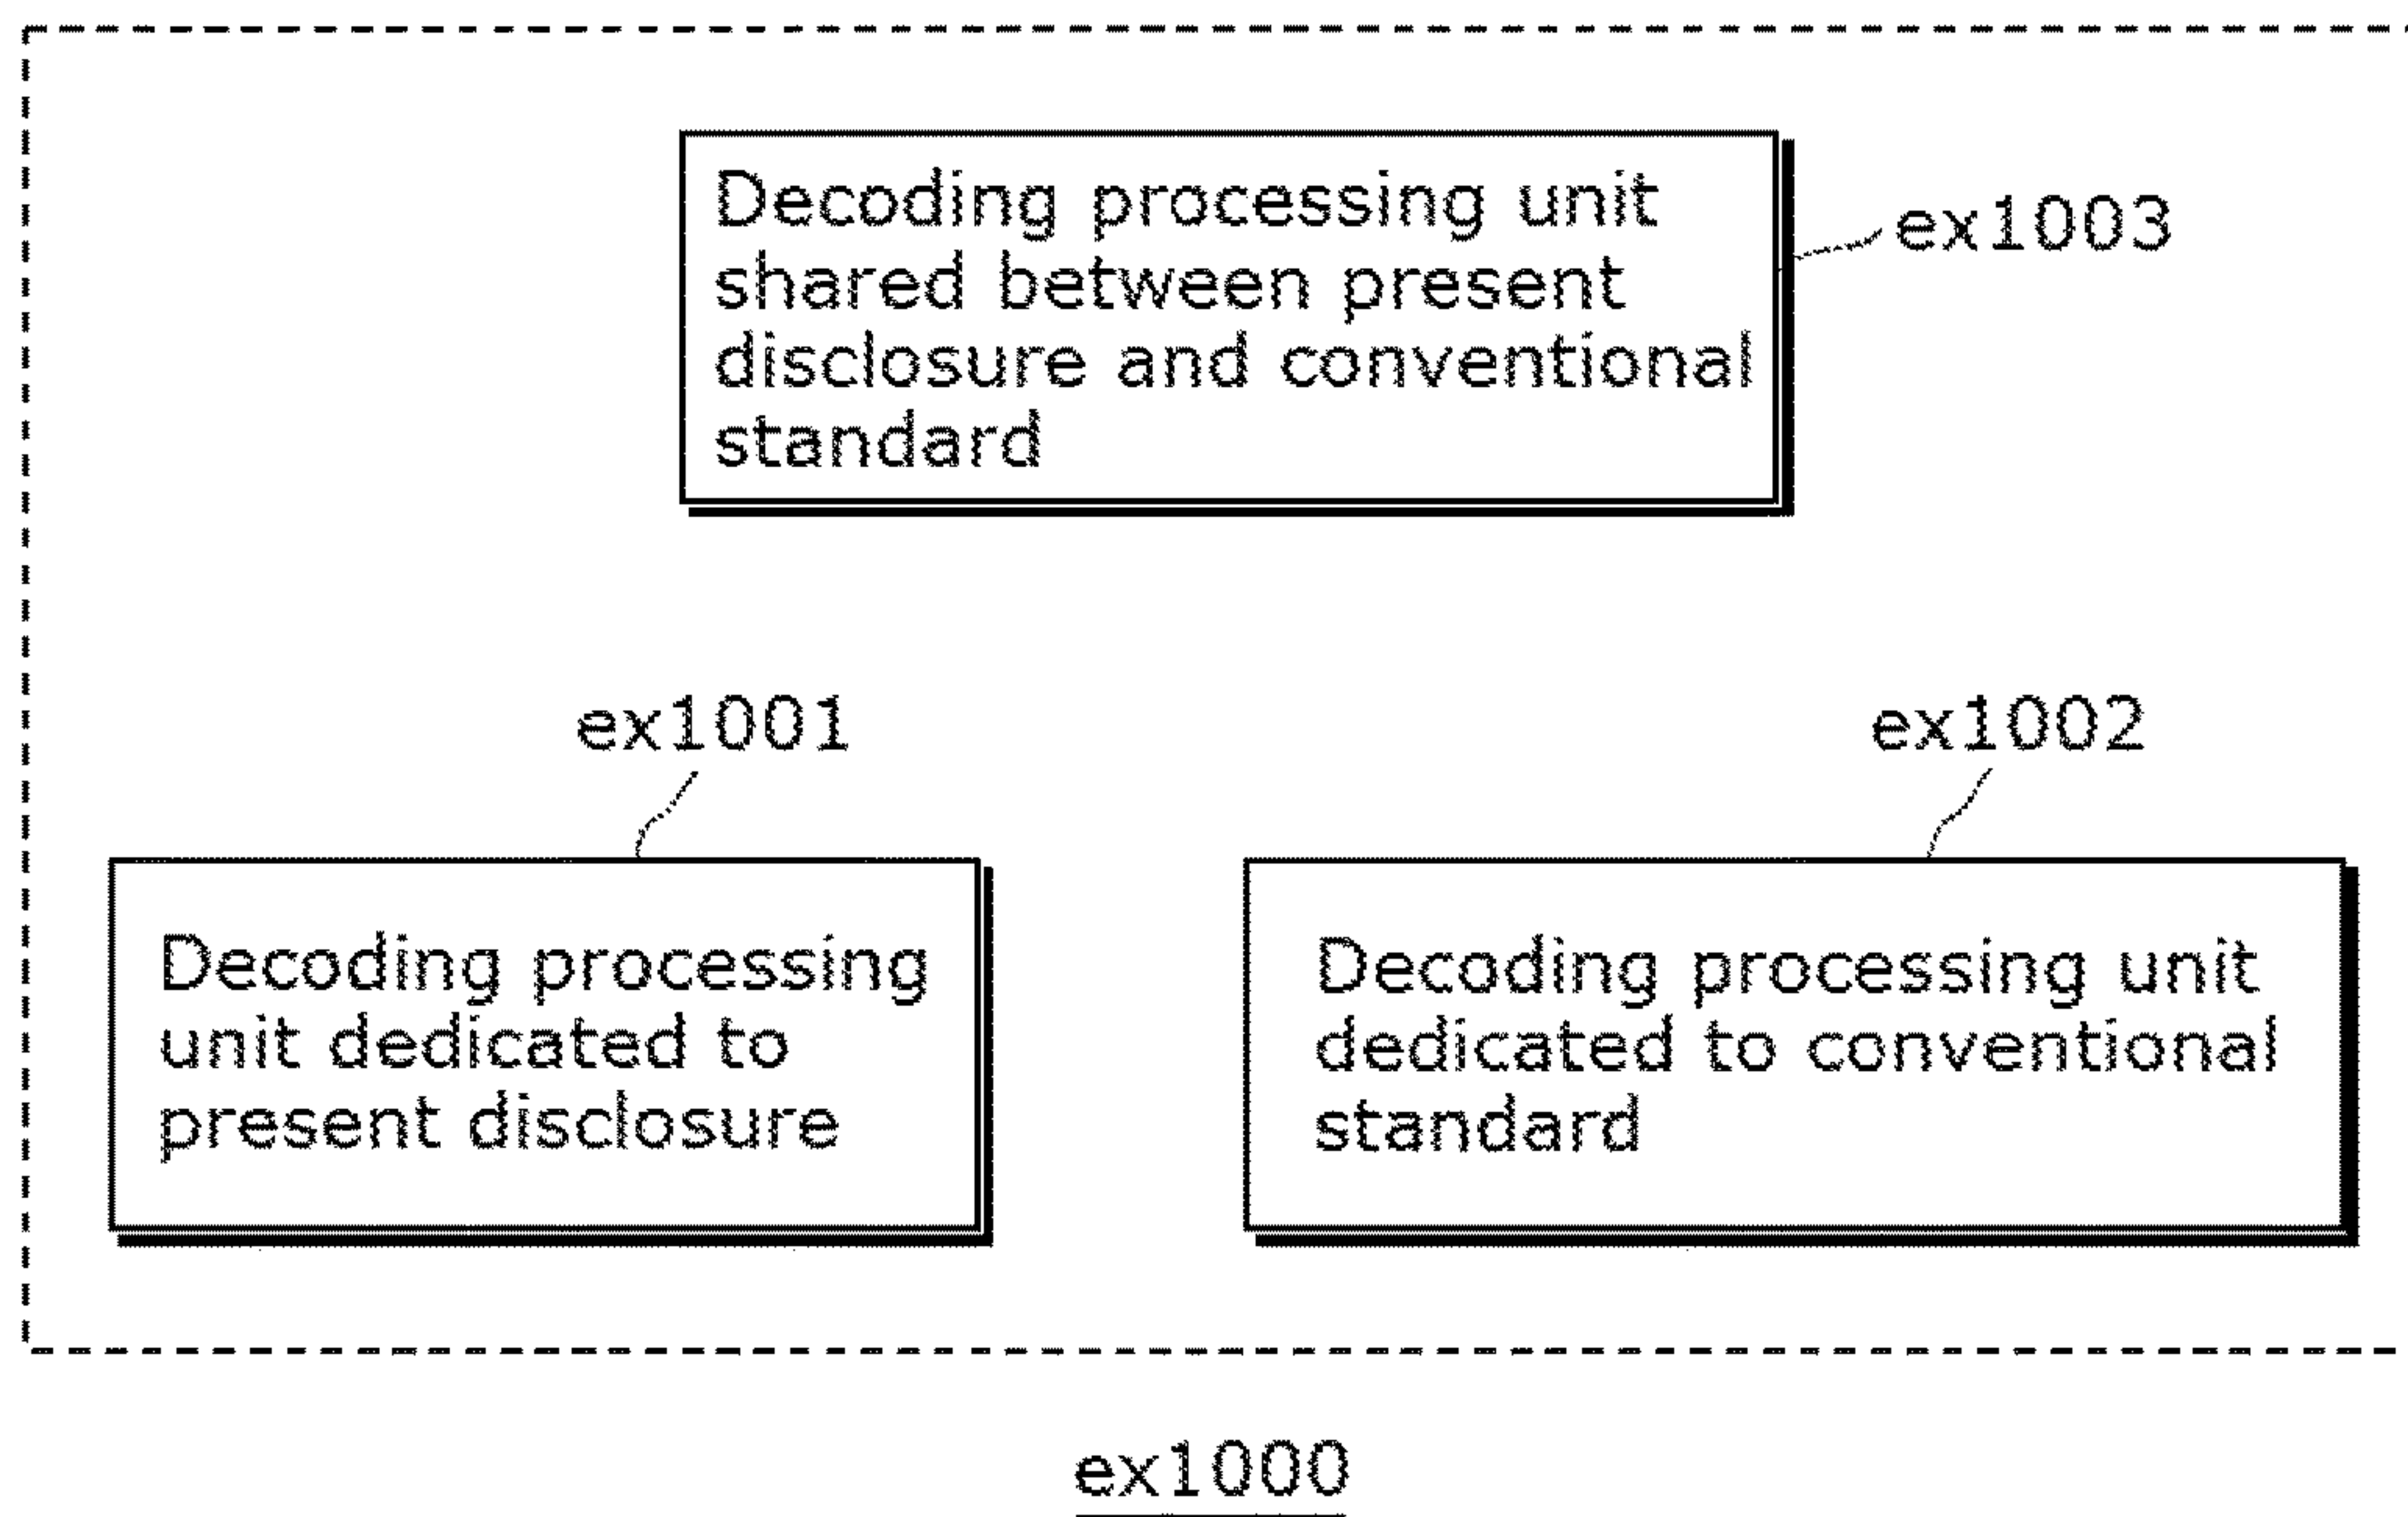 Decoding processing unit
shared between present
disclosure and conventional
standard
ex1003
ex1001
ex1002
Decoding processing
unit dedicated to
present disclosure
Decoding processing unit
dedicated to conventional
standard
ex1000